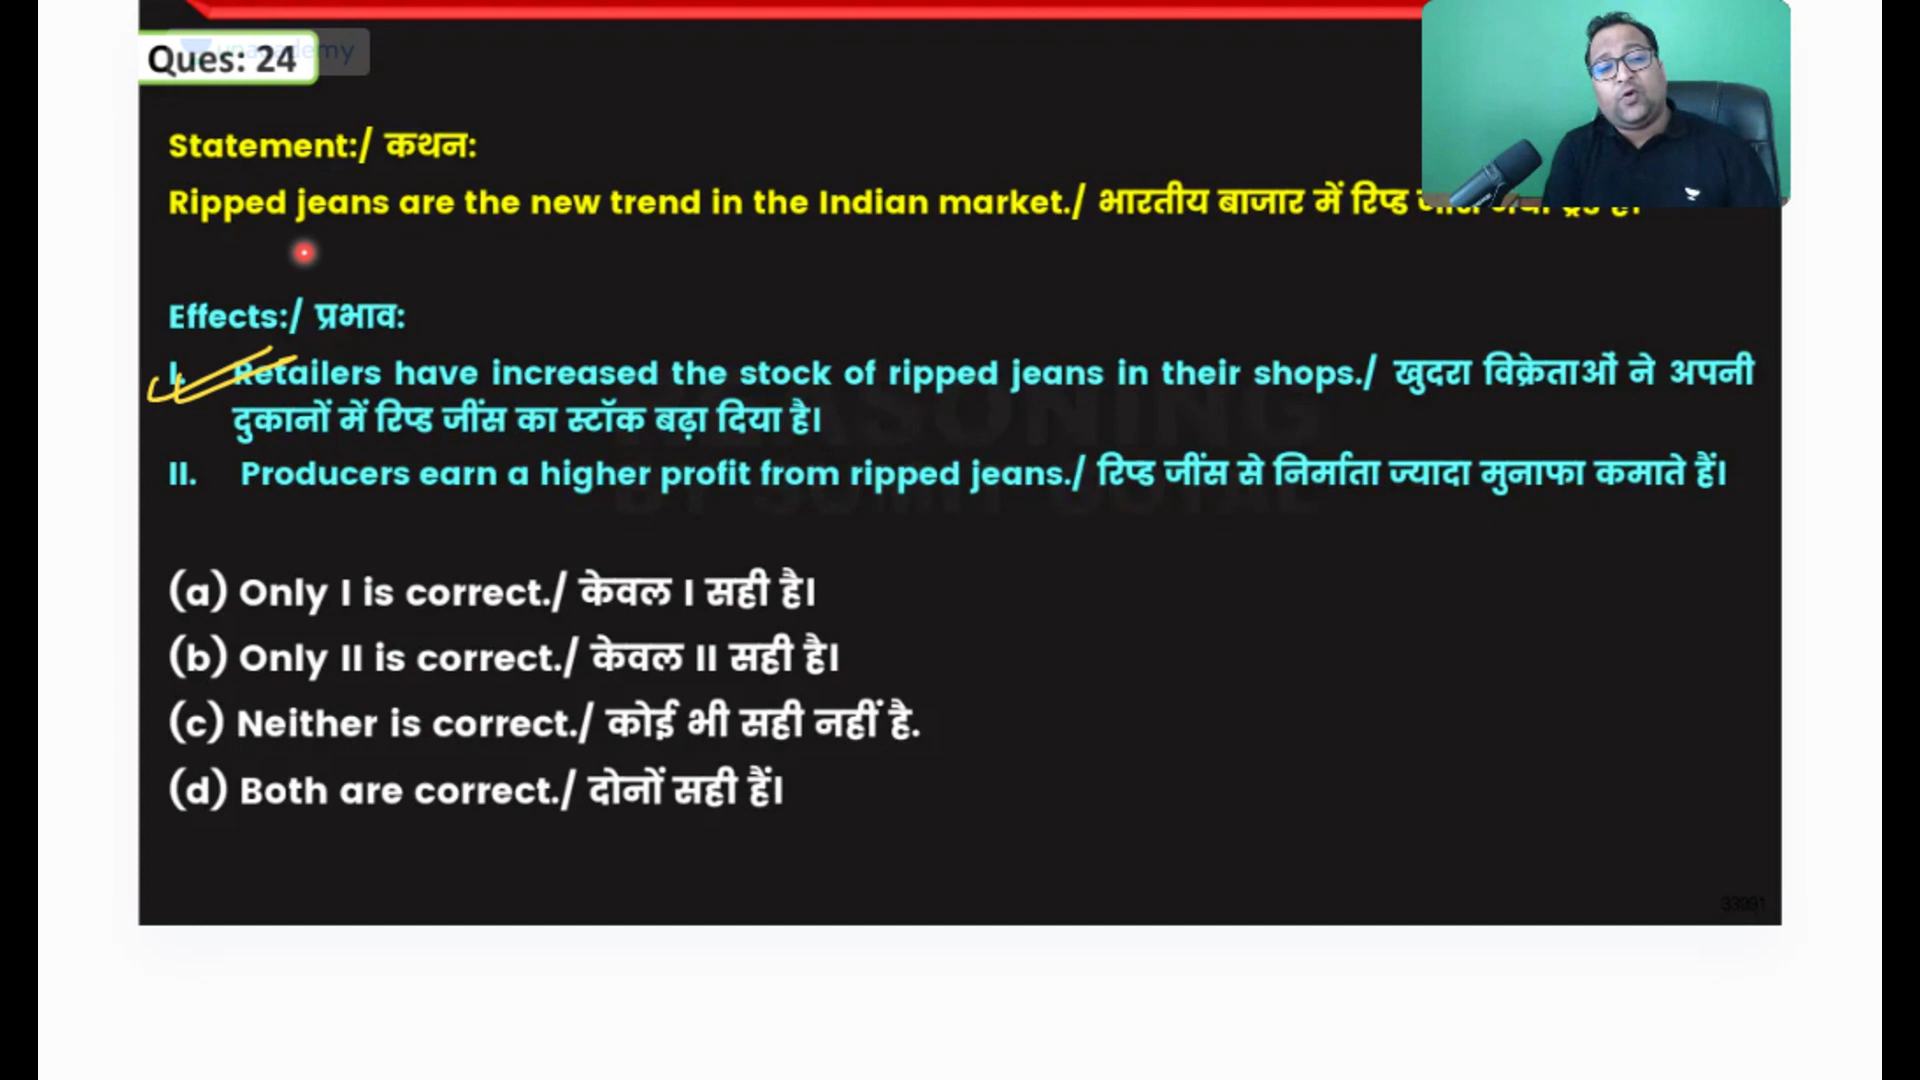 unacademy
Ques: 24
Statement:/ कथन:
Ripped jeans are the new trend in the Indian market./ भारतीय बाजार में रिप्ड
Effects:/ प्रभाव:
I. Retailers have increased the stock of ripped jeans in their shops./ खुदरा विक्रेताओं ने अपनी
दुकानों में रिप्ड जींस का स्टॉक बढ़ा दिया है।
REASONING
II. Producers earn a higher profit from ripped jeans./ रिप्ड जींस से निर्माता ज्यादा मुनाफा कमाते हैं।
(a) Only I is correct./ केवल I सही है।
(b) Only II is correct./ केवल II सही है।
(c) Neither is correct./ कोई भी सही नहीं है.
(d) Both are correct./ दोनों सही हैं।